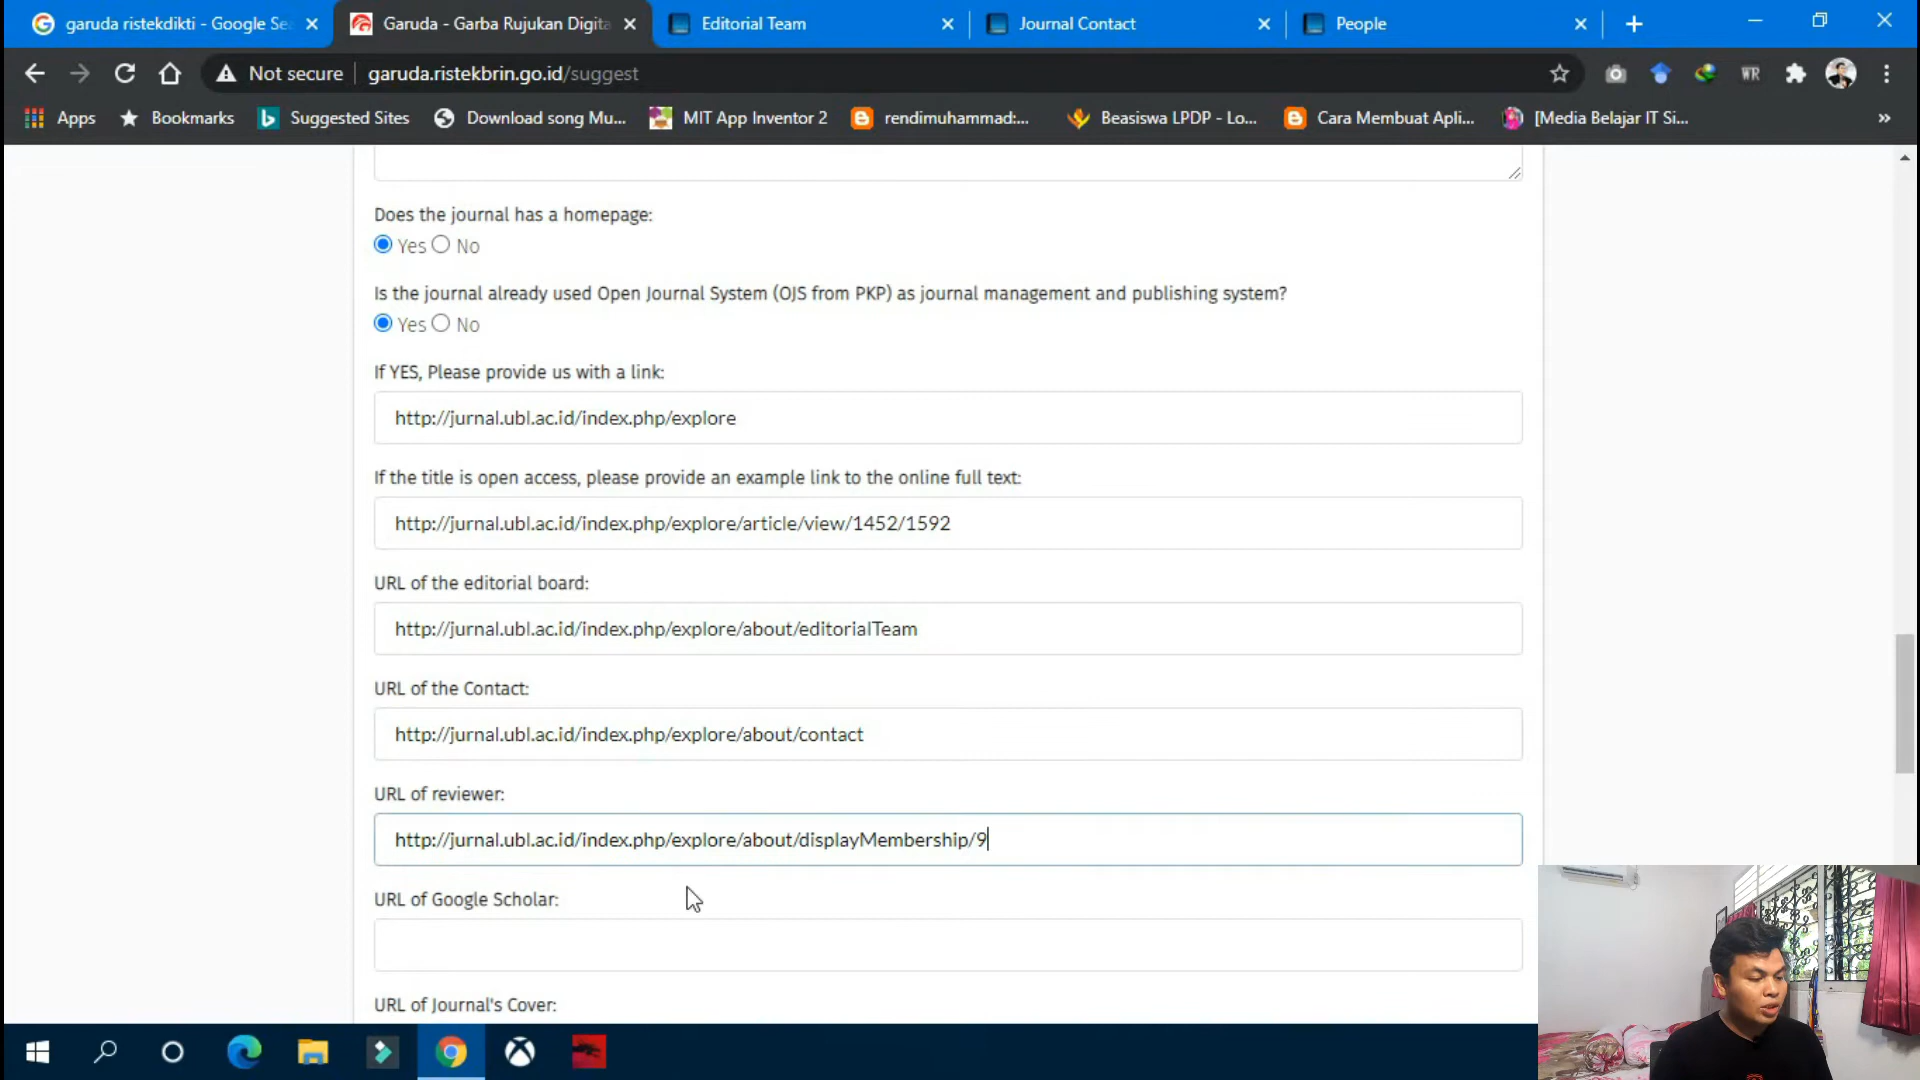 garuda ristekdikti - Google Se
Garuda - Garba Rujukan Digita
Editorial Team
Journal Contact
People
Not secure
garuda.ristekbrin.go.id/suggest
WR
Apps
Bookmarks
Suggested Sites
Download song Mu...
MIT App Inventor 2
rendimuhammad:...
Beasiswa LPDP - Lo...
Cara Membuat Apli...
[Media Belajar IT Si...
»
Does the journal has a homepage:
Yes No
Is the journal already used Open Journal System (OJS from PKP) as journal management and publishing system?
Yes No
If YES, Please provide us with a link:
http://jurnal.ubl.ac.id/index.php/explore
If the title is open access, please provide an example link to the online full text:
http://jurnal.ubl.ac.id/index.php/explore/article/view/1452/1592
URL of the editorial board:
http://jurnal.ubl.ac.id/index.php/explore/about/editorialTeam
URL of the Contact:
http://jurnal.ubl.ac.id/index.php/explore/about/contact
URL of reviewer:
http://jurnal.ubl.ac.id/index.php/explore/about/displayMembership/9
URL of Google Scholar:
URL of Journal's Cover: